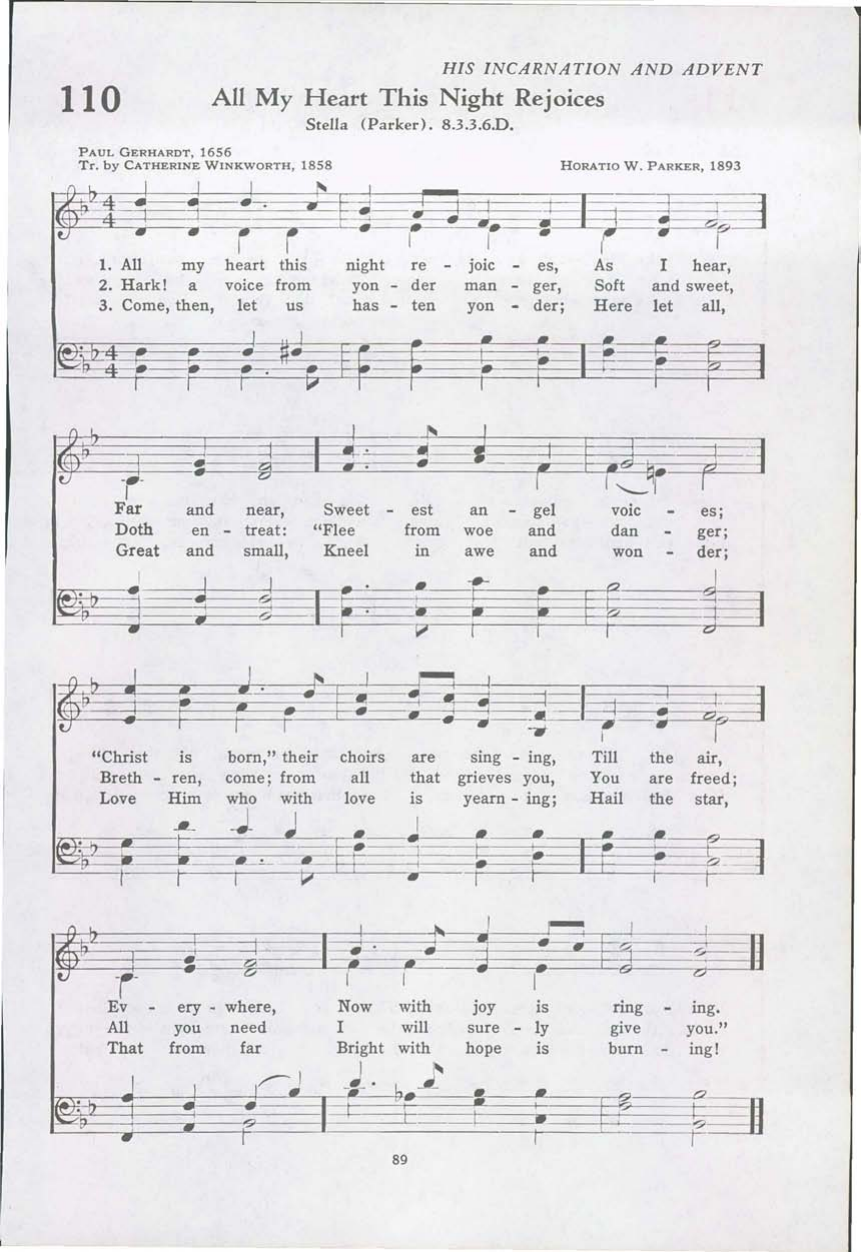 HIS INCARNATION AND ADVENT
110 All My Heart This Night Rejoices
Stella (Parker). 8.3.3.6.D.
PAUL GERHARDT, 1656
Tr. by CATHERINE WINKWORTH, 1858 HORATIO W. PARKER, 1893
4 4
1. All my heart this night re - joic - es, As I hear,
2. Hark! a voice from yon - der man - ger, Soft and sweet,
3. Come, then, let us has - ten yon - der; Here let all,
4 4
Far and near, Sweet - est an - gel voic - es;
Doth en - treat: “Flee from woe and dan - ger;
Great and small, Kneel in awe and won - der;
“Christ is born,” their choirs are sing - ing, Till the air,
Breth - ren, come; from all that grieves you, You are freed;
Love Him who with love is yearn - ing; Hail the star,
Ev - ery - where, Now with joy is ring - ing.
All you need I will sure - ly give you.”
That from far Bright with hope is burn - ing!
89